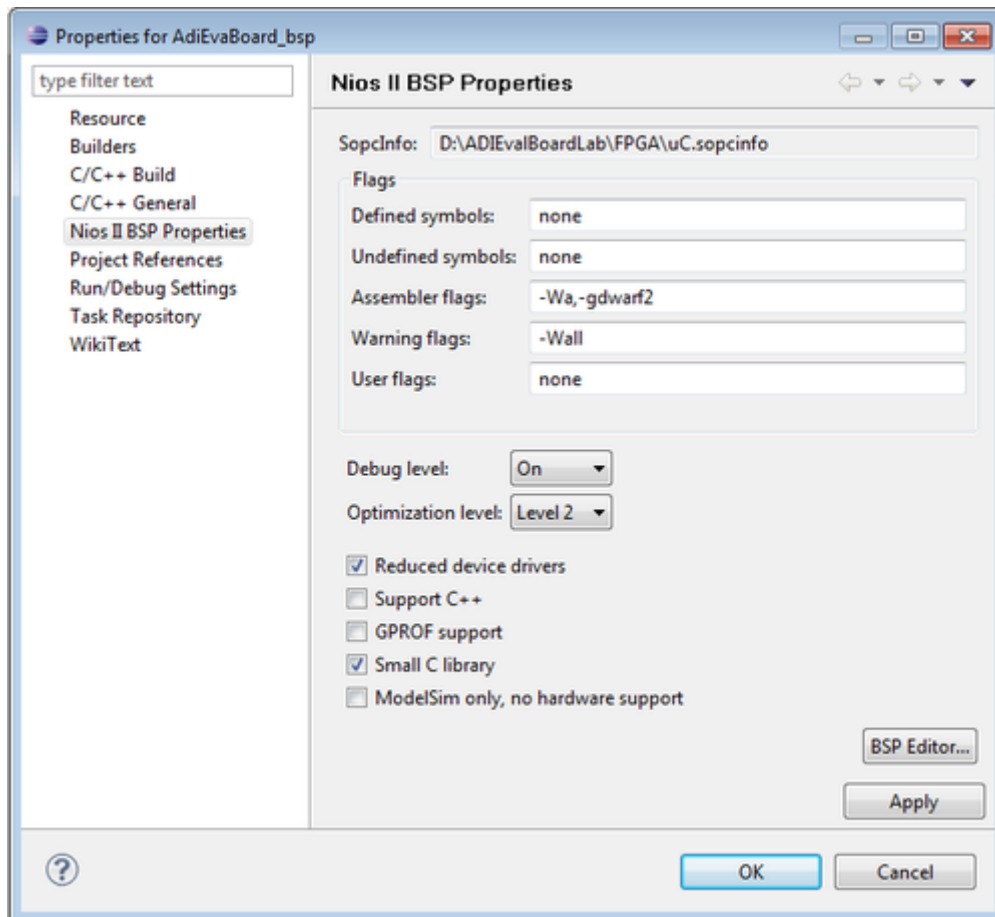 Properties for AdiEvaBoard_bsp
type filter text
Resource
Builders
C/C++ Build
C/C++ General
Nios II BSP Properties
Project References
Run/Debug Settings
Task Repository
WikiText
Nios II BSP Properties
SopcInfo: D:\ADIEvalBoardLab\FPGA\uC.sopcinfo
Flags
Defined symbols: none
Undefined symbols: none
Assembler flags: -Wa,-gdwarf2
Warning flags: -Wall
User flags: none
Debug level: On
Optimization level: Level 2
Reduced device drivers
Support C++
GPROF support
Small C library
ModelSim only, no hardware support
BSP Editor...
Apply
?
OK Cancel